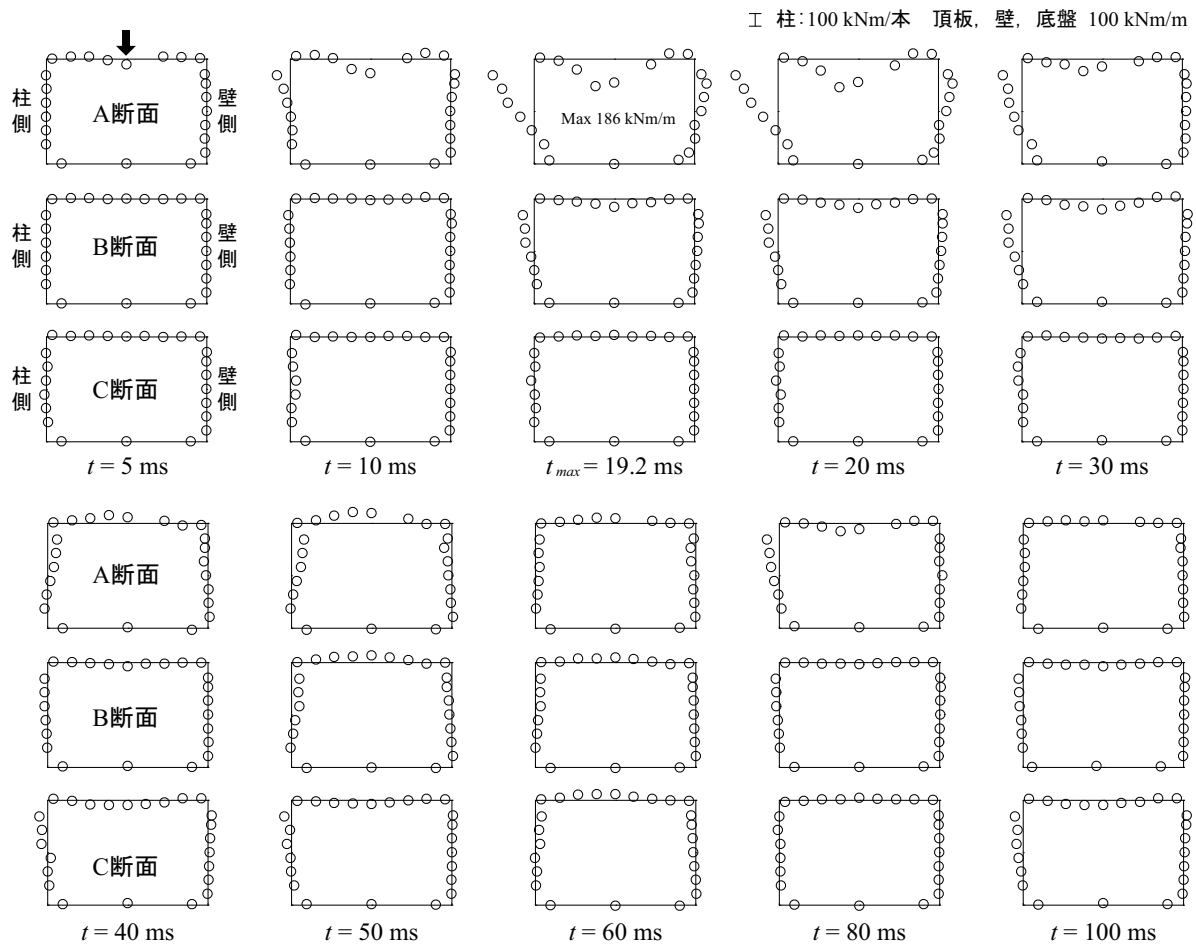 工 柱:100 kNm/本 頂板, 壁, 底盤 100 kNm/m
柱側 A断面 壁側
Max 186 kNm/m
柱側 B断面 壁側
柱側 C断面 壁側
t = 5 ms t = 10 ms tmax = 19.2 ms t = 20 ms t = 30 ms
A断面
B断面
C断面
t = 40 ms t = 50 ms t = 60 ms t = 80 ms t = 100 ms